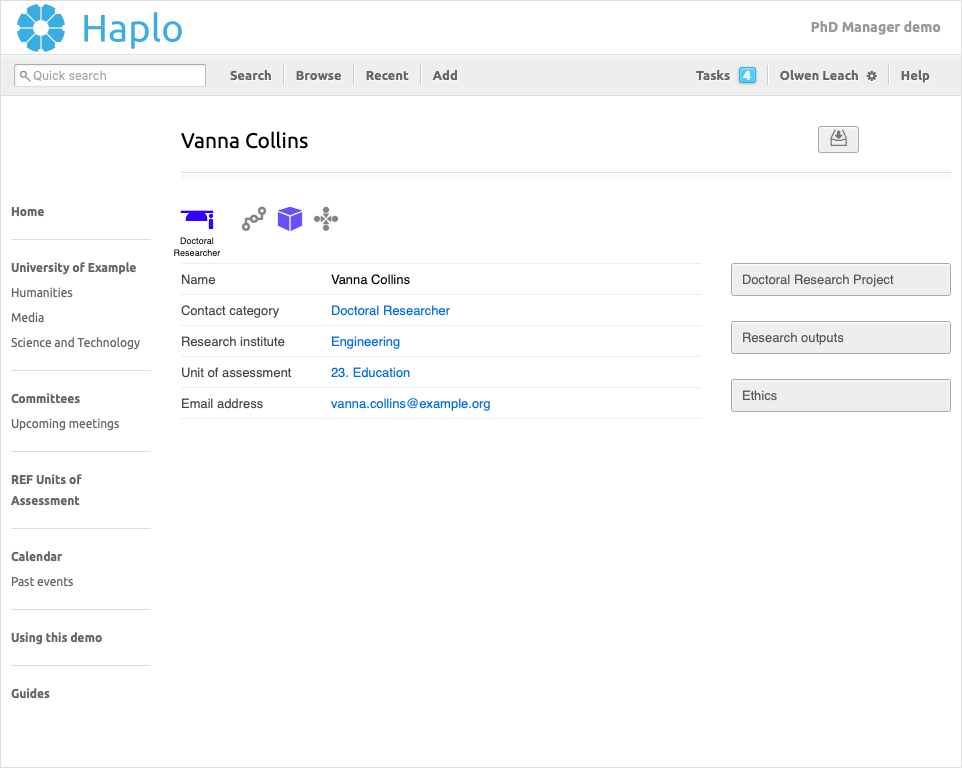 Haplo
PhD Manager demo
Quick search
Search
Browse
Recent
Add
Tasks 4
Olwen Leach
Help
Vanna Collins
Home
University of Example
Humanities
Media
Science and Technology
Committees
Upcoming meetings
REF Units of
Assessment
Calendar
Past events
Using this demo
Guides
Doctoral
Researcher
Name Vanna Collins
Contact category Doctoral Researcher
Research institute Engineering
Unit of assessment 23. Education
Email address vanna.collins@example.org
Doctoral Research Project
Research outputs
Ethics